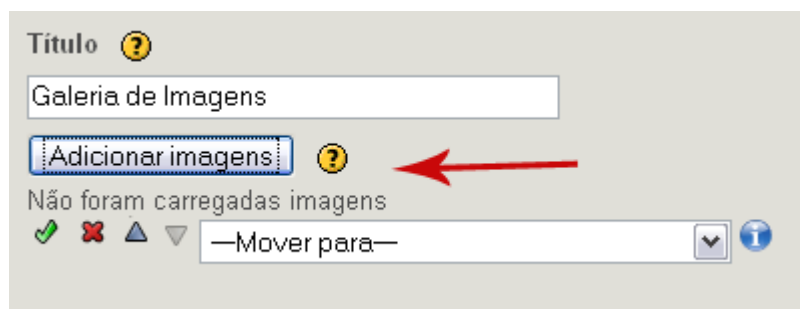 Título ?
Galeria de Imagens
Adicionar imagens ?
Não foram carregadas imagens
—Mover para— i